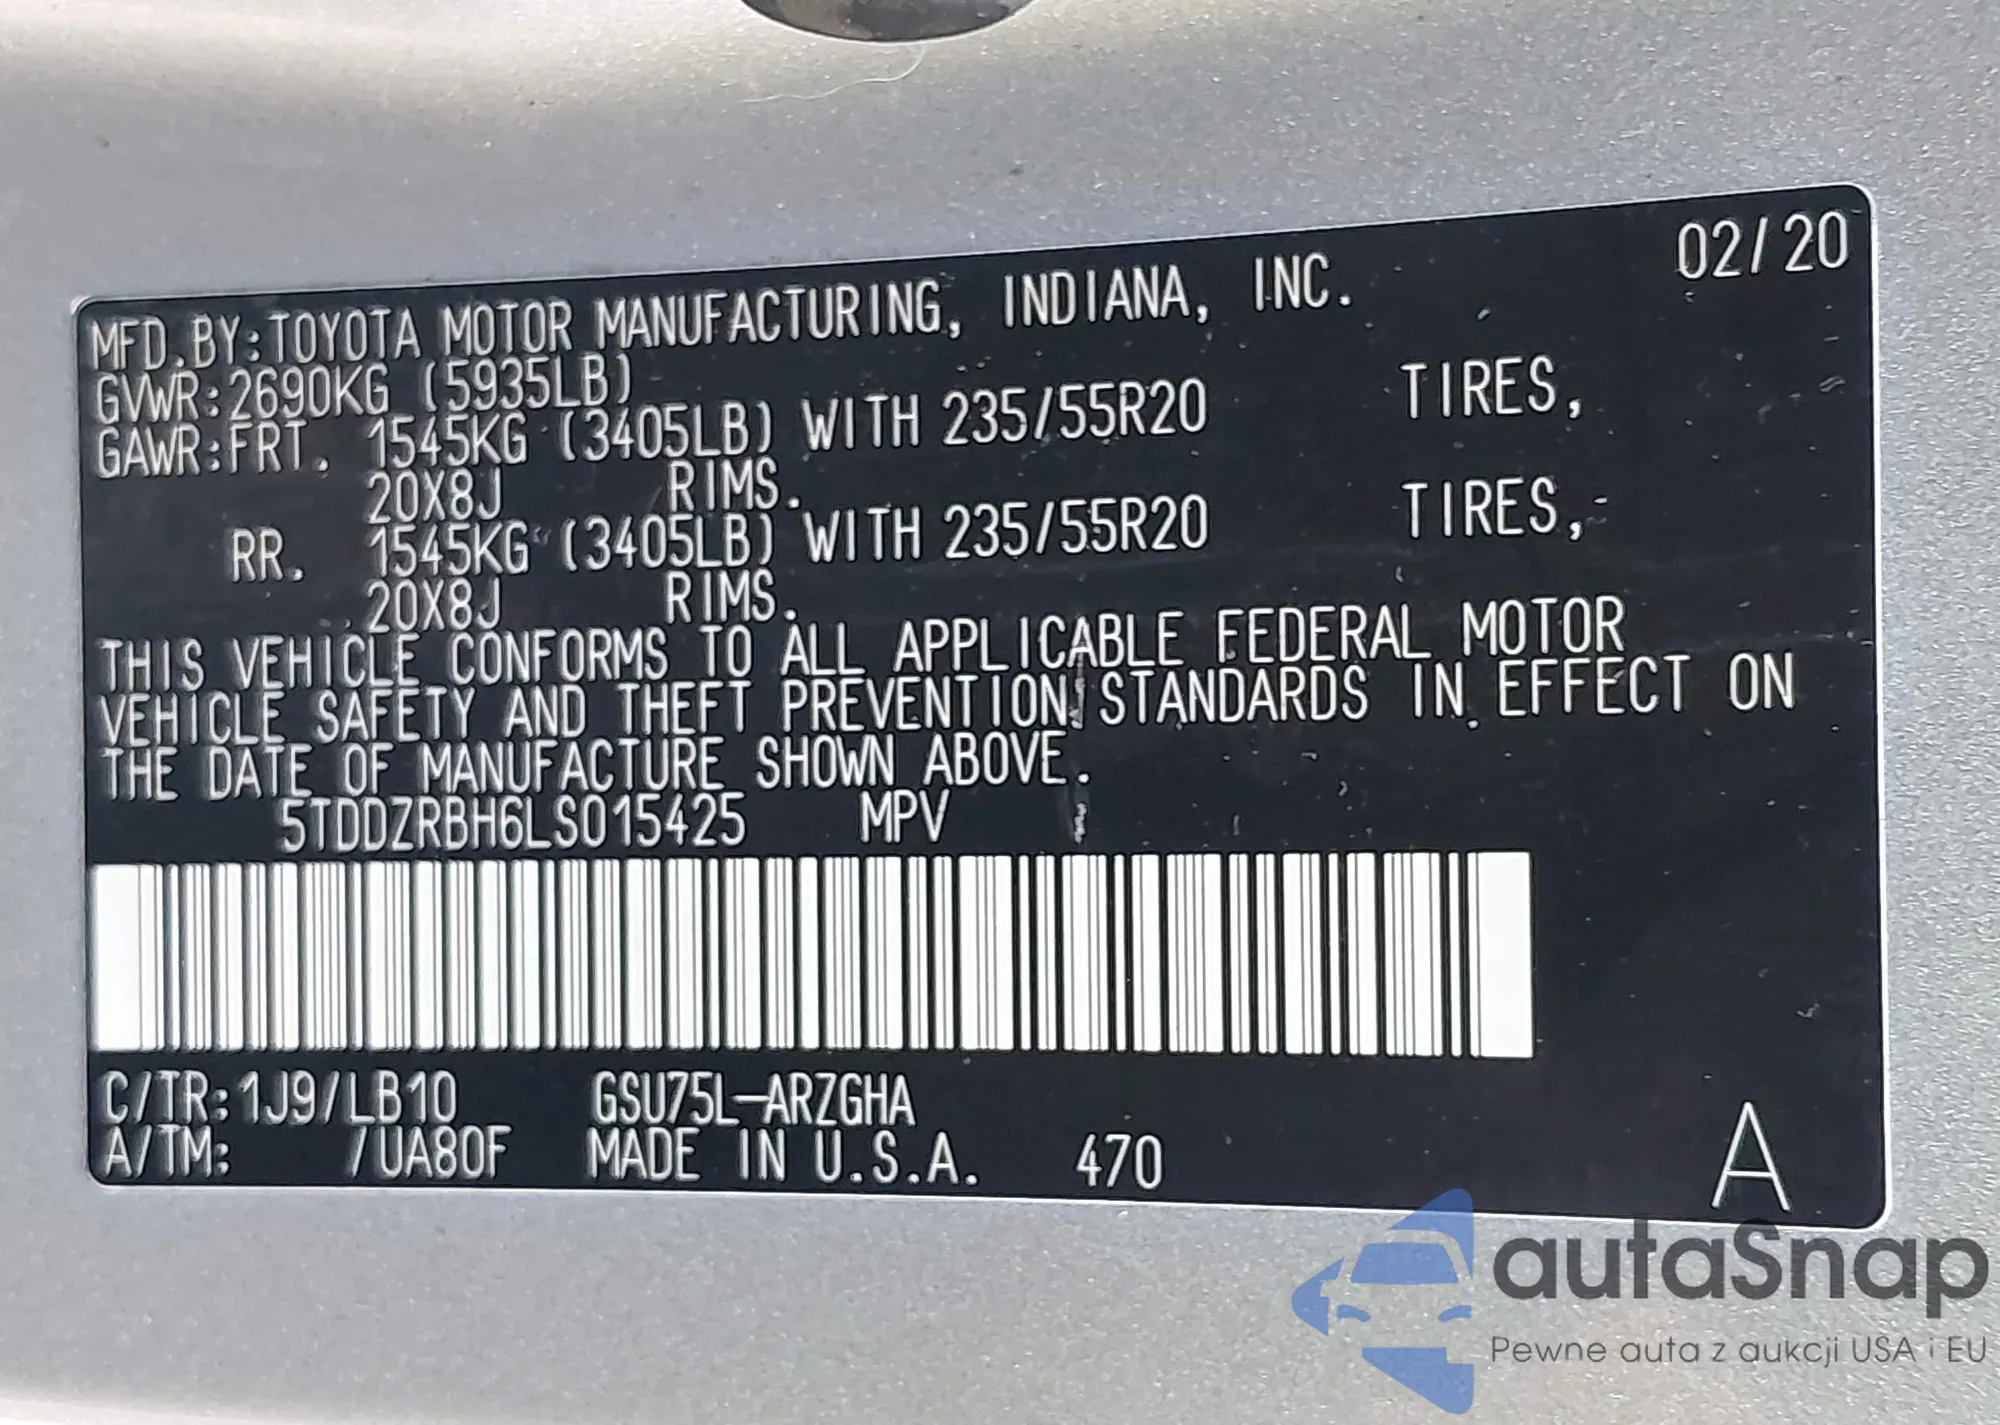 02/20
MFD.BY:TOYOTA MOTOR MANUFACTURING, INDIANA, INC.
GVWR:2690KG (5935LB)
GAWR:FRT. 1545KG (3405LB) WITH 235/55R20 TIRES,
20X8J RIMS.
RR. 1545KG (3405LB) WITH 235/55R20 TIRES,
20X8J RIMS.
THIS VEHICLE CONFORMS TO ALL APPLICABLE FEDERAL MOTOR
VEHICLE SAFETY AND THEFT PREVENTION STANDARDS IN EFFECT ON
THE DATE OF MANUFACTURE SHOWN ABOVE.
5TDDZRBH6LS015425 MPV
C/TR:1J9/LB10 GSU75L-ARZGHA
A/TM: /UA80F MADE IN U.S.A. 470
A
autaSnap
Pewne auta z aukcji USA i EU